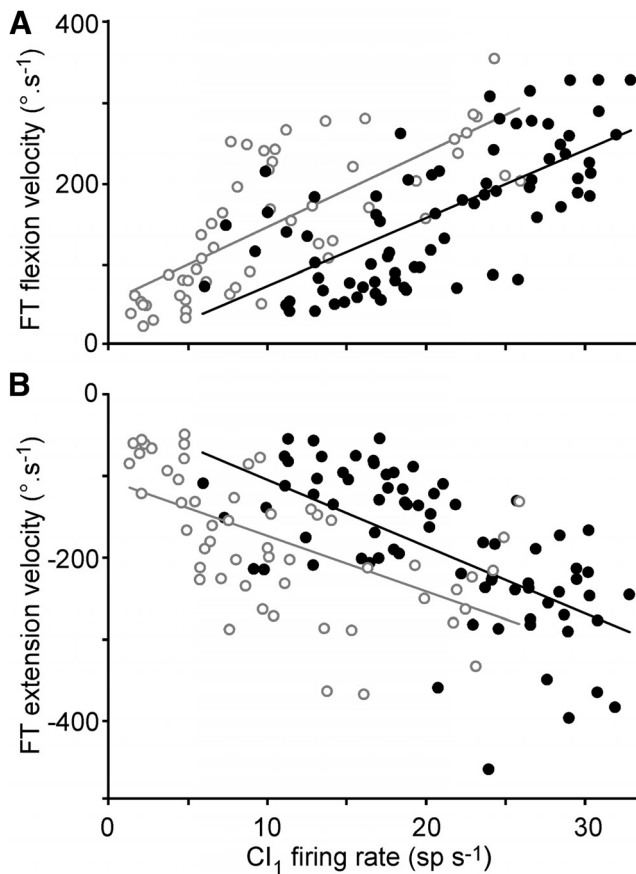 A
400
200
0
FT flexion velocity (°.s-1)
B
0
-200
-400
FT extension velocity (°.s-1)
0
10
20
30
CI1 firing rate (sp s-1)